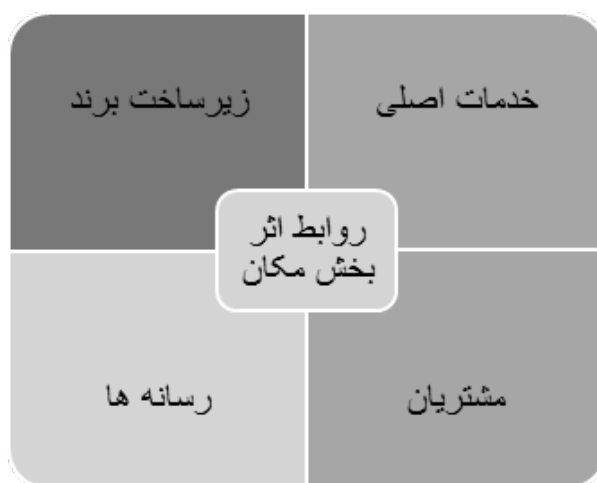 خدمات اصلی
زیرساخت برند
روابط اثر
بخش مکان
مشتریان
رسانه ها